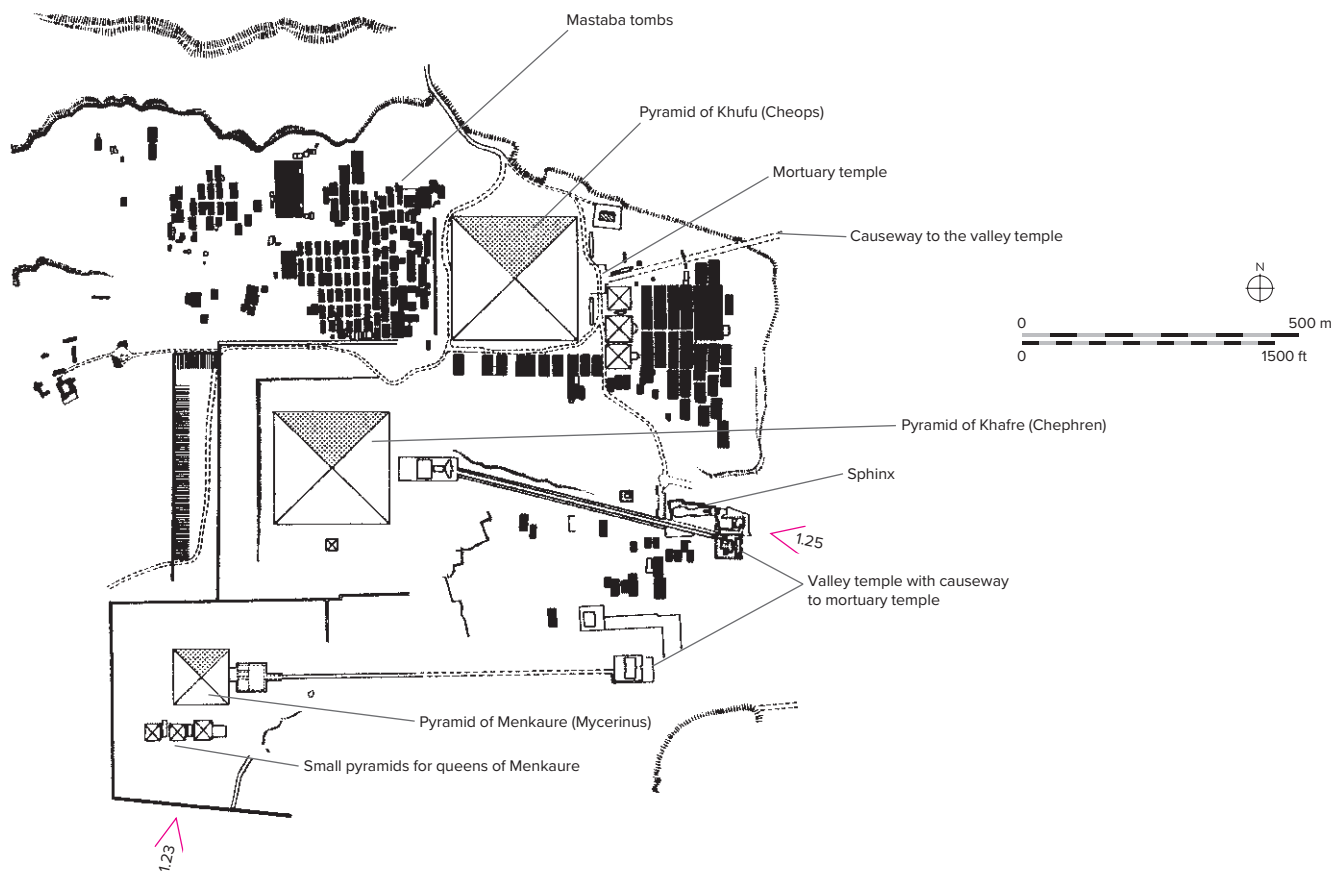 Mastaba tombs
Pyramid of Khufu (Cheops)
Mortuary temple
Causeway to the valley temple
N
0 500 m
0 1500 ft
Pyramid of Khafre (Chephren)
Sphinx
1.25
Valley temple with causeway
to mortuary temple
Pyramid of Menkaure (Mycerinus)
Small pyramids for queens of Menkaure
1.23